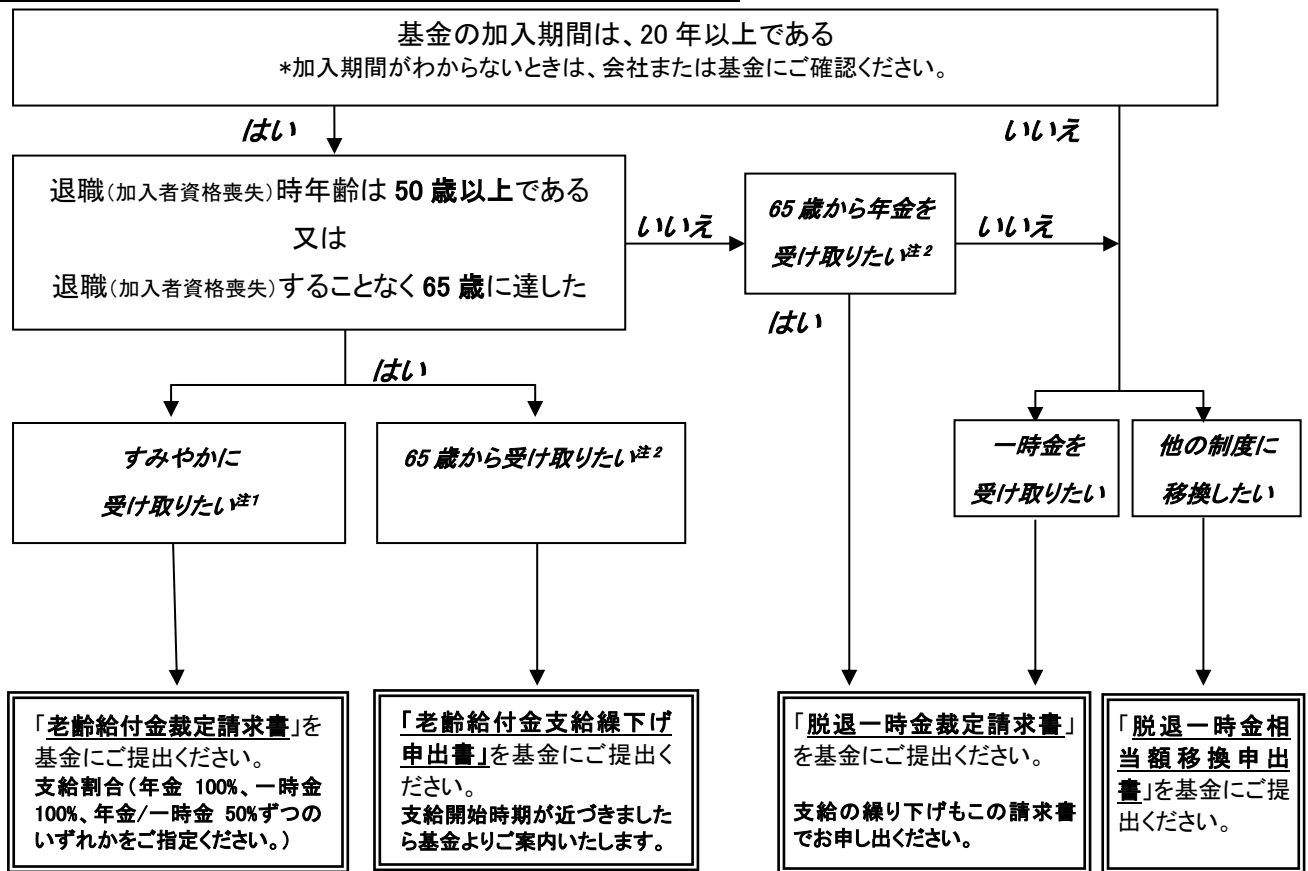 基金の加入期間は、20 年以上である
*加入期間がわからないときは、会社または基金にご確認ください。
はい
いいえ
退職(加入者資格喪失)時年齢は 50 歳以上である
又は
退職(加入者資格喪失)することなく 65 歳に達した
いいえ
65 歳から年金を
受け取りたい注2
いいえ
はい
はい
すみやかに
受け取りたい注1
65 歳から受け取りたい注2
一時金を
受け取りたい
他の制度に
移換したい
「老齢給付金裁定請求書」を
基金にご提出ください。
支給割合(年金 100%、一時金
100%、年金/一時金 50%ずつの
いずれかをご指定ください。)
「老齢給付金支給繰下げ
申出書」を基金にご提出く
ださい。
支給開始時期が近づきました
ら基金よりご案内いたします。
「脱退一時金裁定請求書」
を基金にご提出ください。
支給の繰り下げもこの請求書
でお申し出ください。
「脱退一時金相
当額移換申出
書」を基金にご提
出ください。